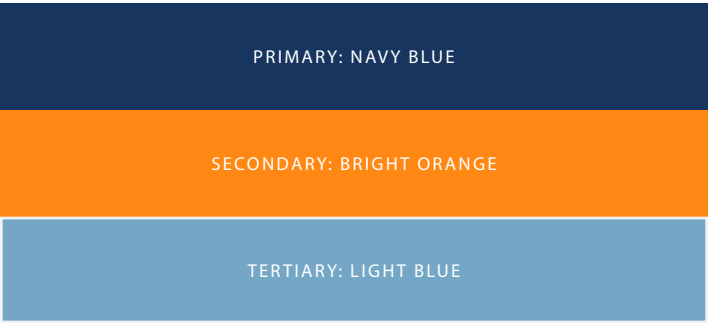 PRIMARY: NAVY BLUE
SECONDARY: BRIGHT ORANGE
TERTIARY: LIGHT BLUE